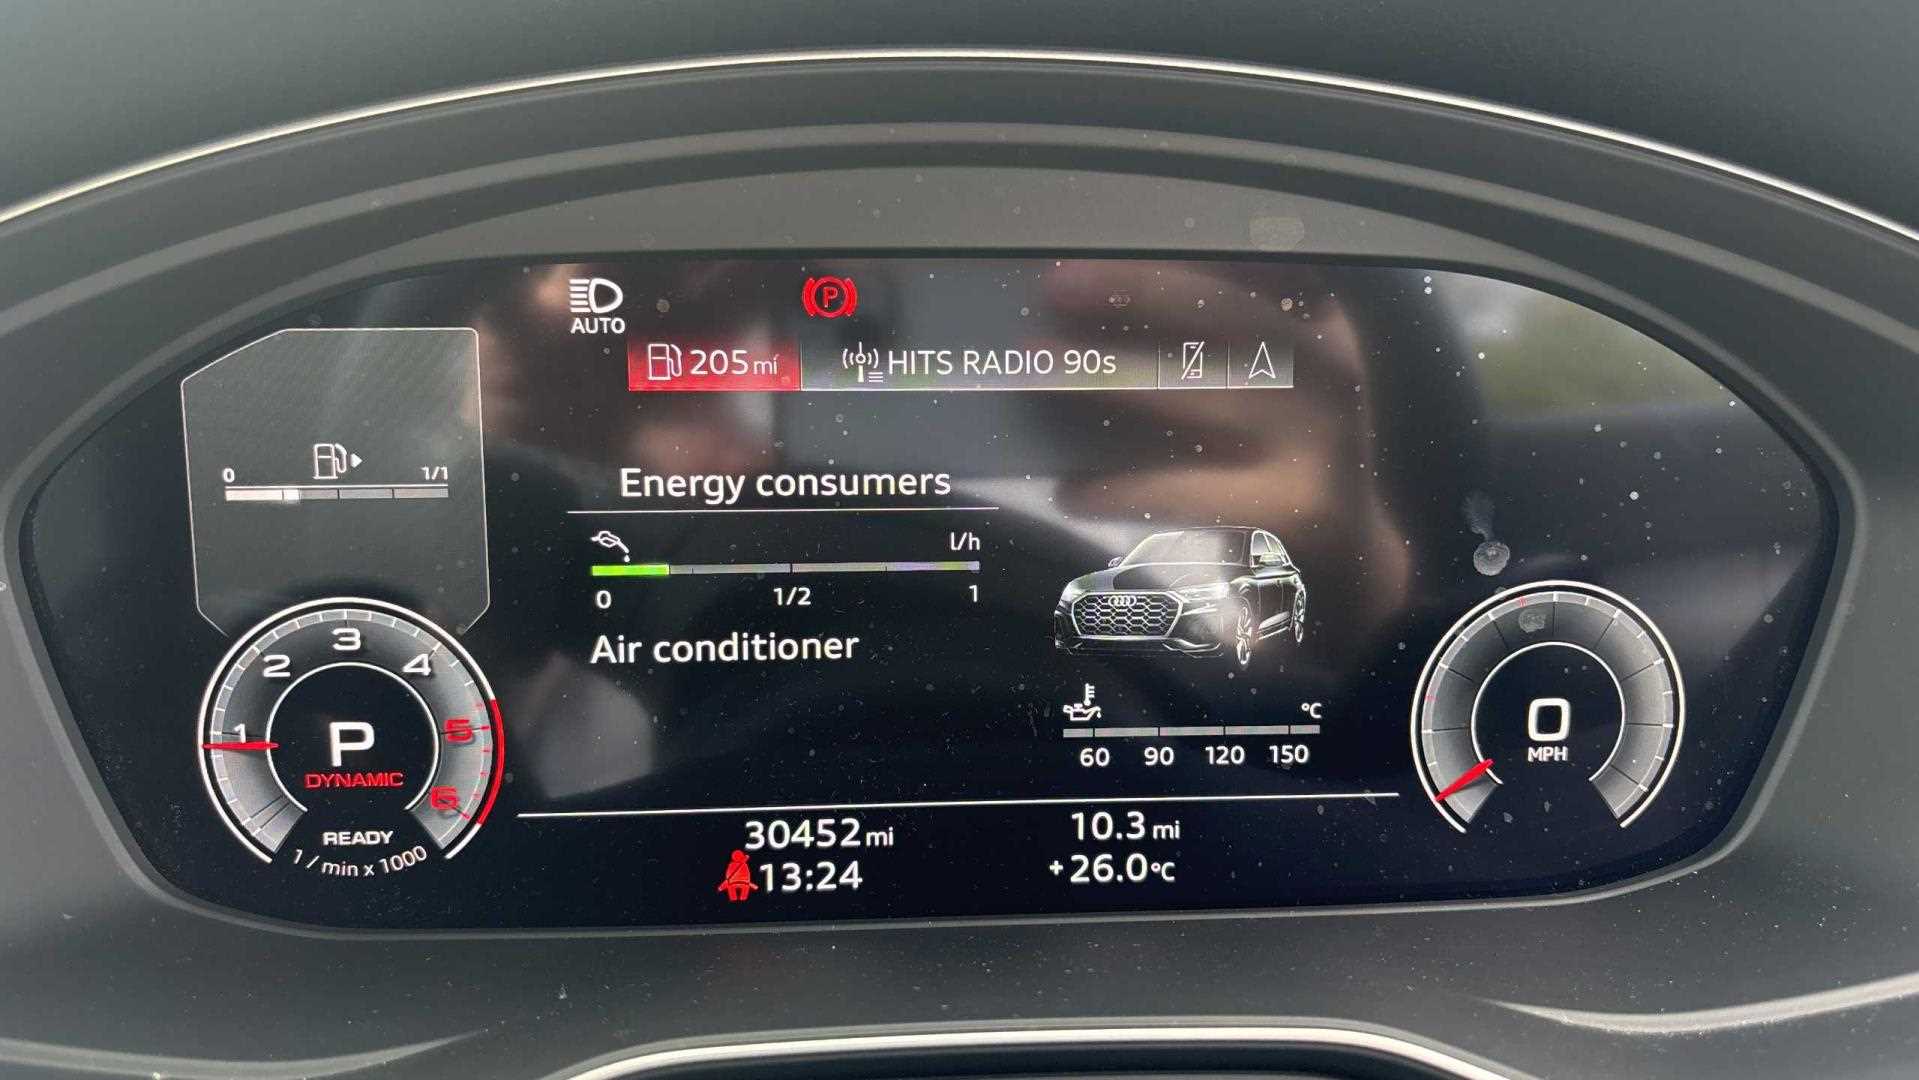 AUTO
P
205 mi
HITS RADIO 90s
0 1/1
Energy consumers
l/h
0 1/2 1
Air conditioner
°C
60 90 120 150
1 2 3 4 5 6
P
DYNAMIC
READY
1 / min x 1000
0
MPH
30452 mi
10.3 mi
13:24
+26.0°C